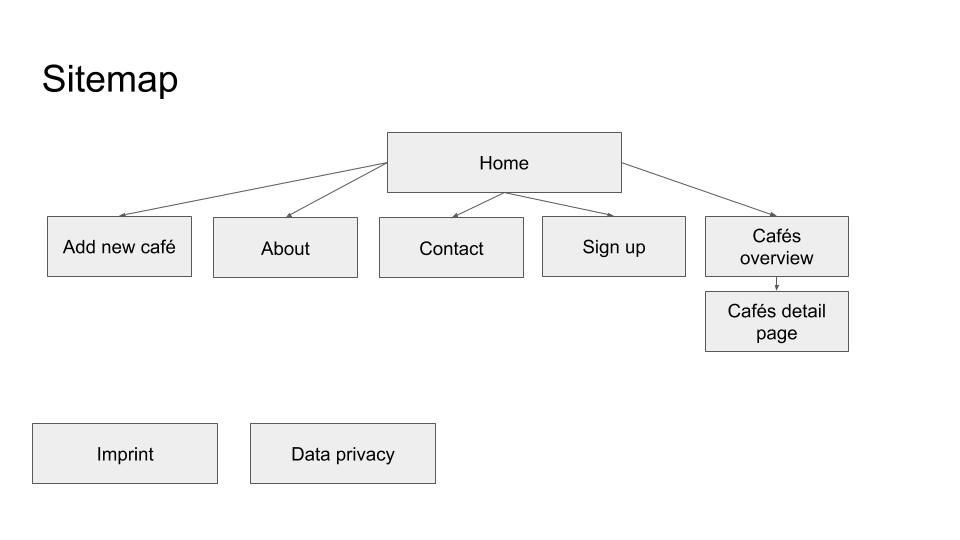 Sitemap
Home
Add new café
About
Contact
Sign up
Cafés
overview
Cafés detail
page
Imprint
Data privacy